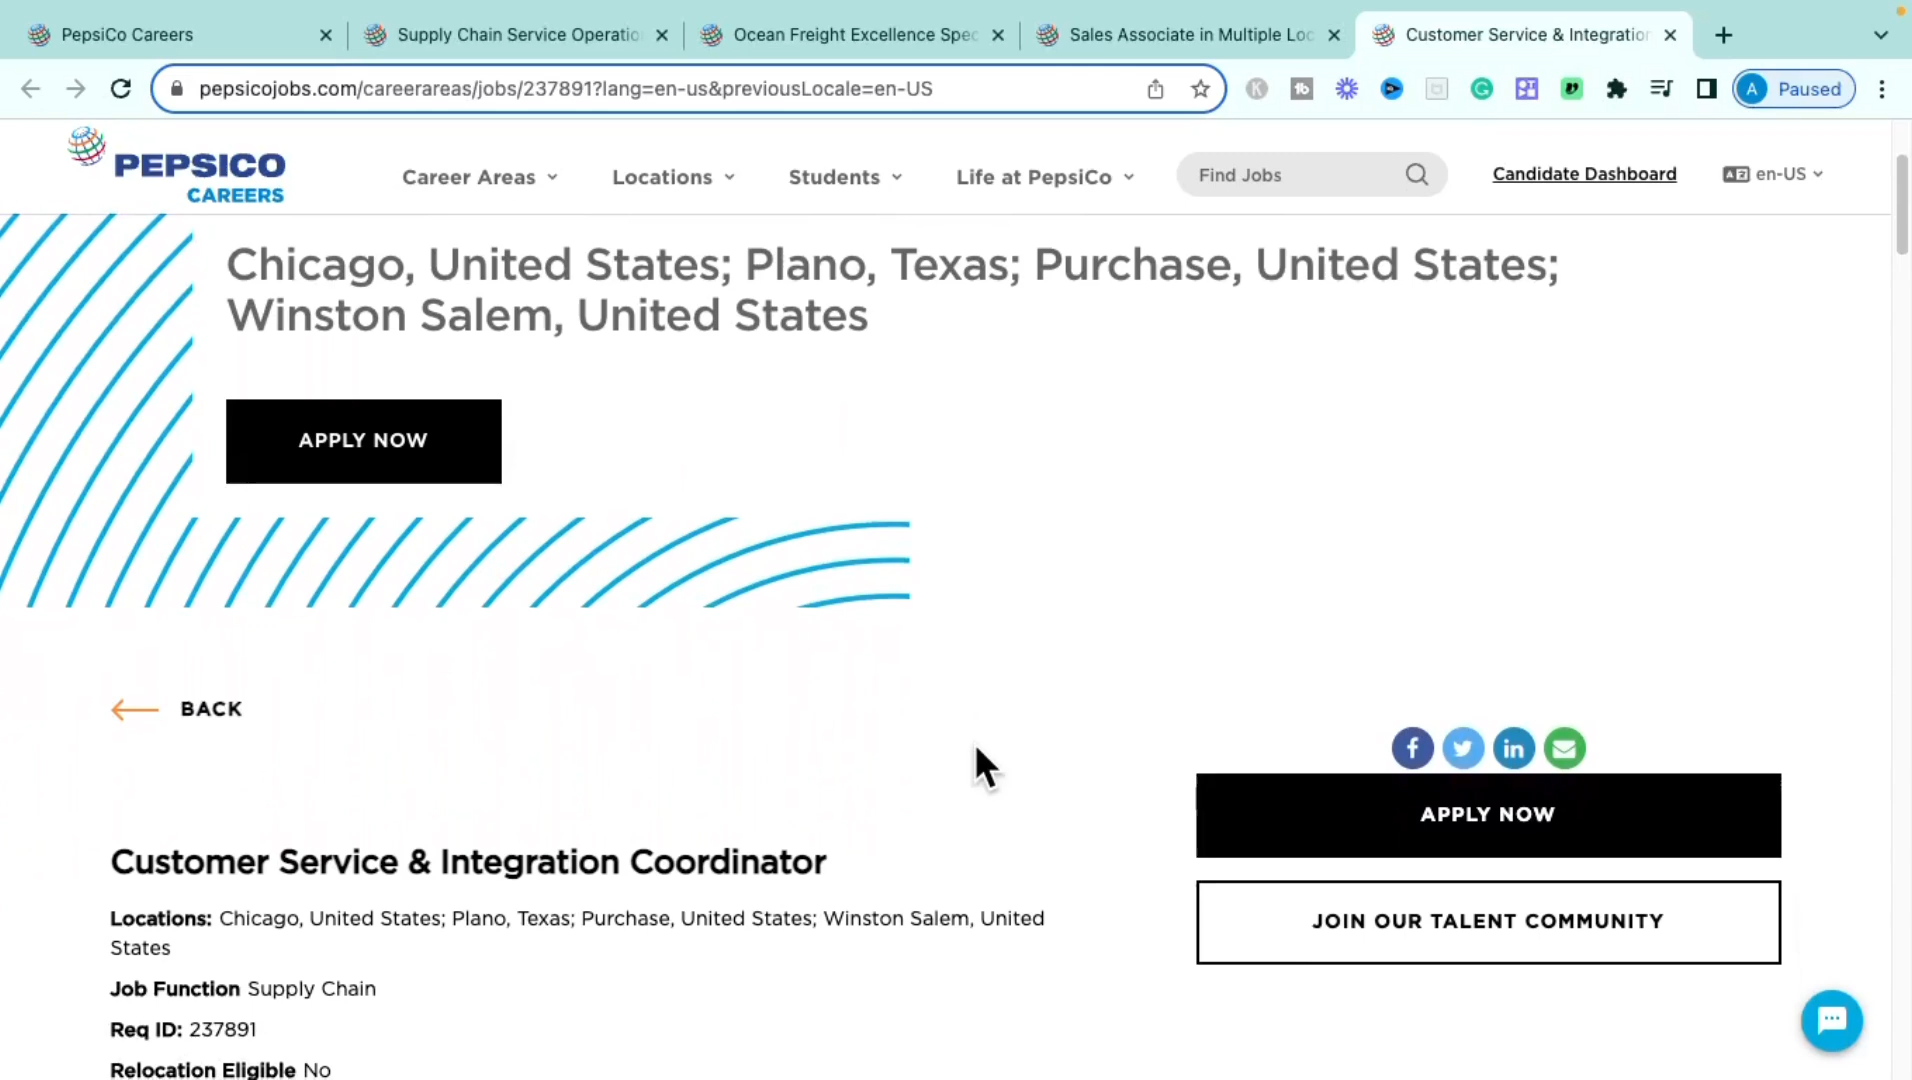 PepsiCo Careers
Supply Chain Service Operatio
Ocean Freight Excellence Spec
Sales Associate in Multiple Loc
Customer Service & Integration
pepsicojobs.com/careerareas/jobs/237891?lang=en-us&previousLocale=en-US
A Paused
PEPSICO
CAREERS
Career Areas
Locations
Students
Life at PepsiCo
Find Jobs
Candidate Dashboard
en-US
Chicago, United States; Plano, Texas; Purchase, United States;
Winston Salem, United States
APPLY NOW
BACK
APPLY NOW
JOIN OUR TALENT COMMUNITY
Customer Service & Integration Coordinator
Locations: Chicago, United States; Plano, Texas; Purchase, United States; Winston Salem, United
States
Job Function Supply Chain
Req ID: 237891
Relocation Eligible No